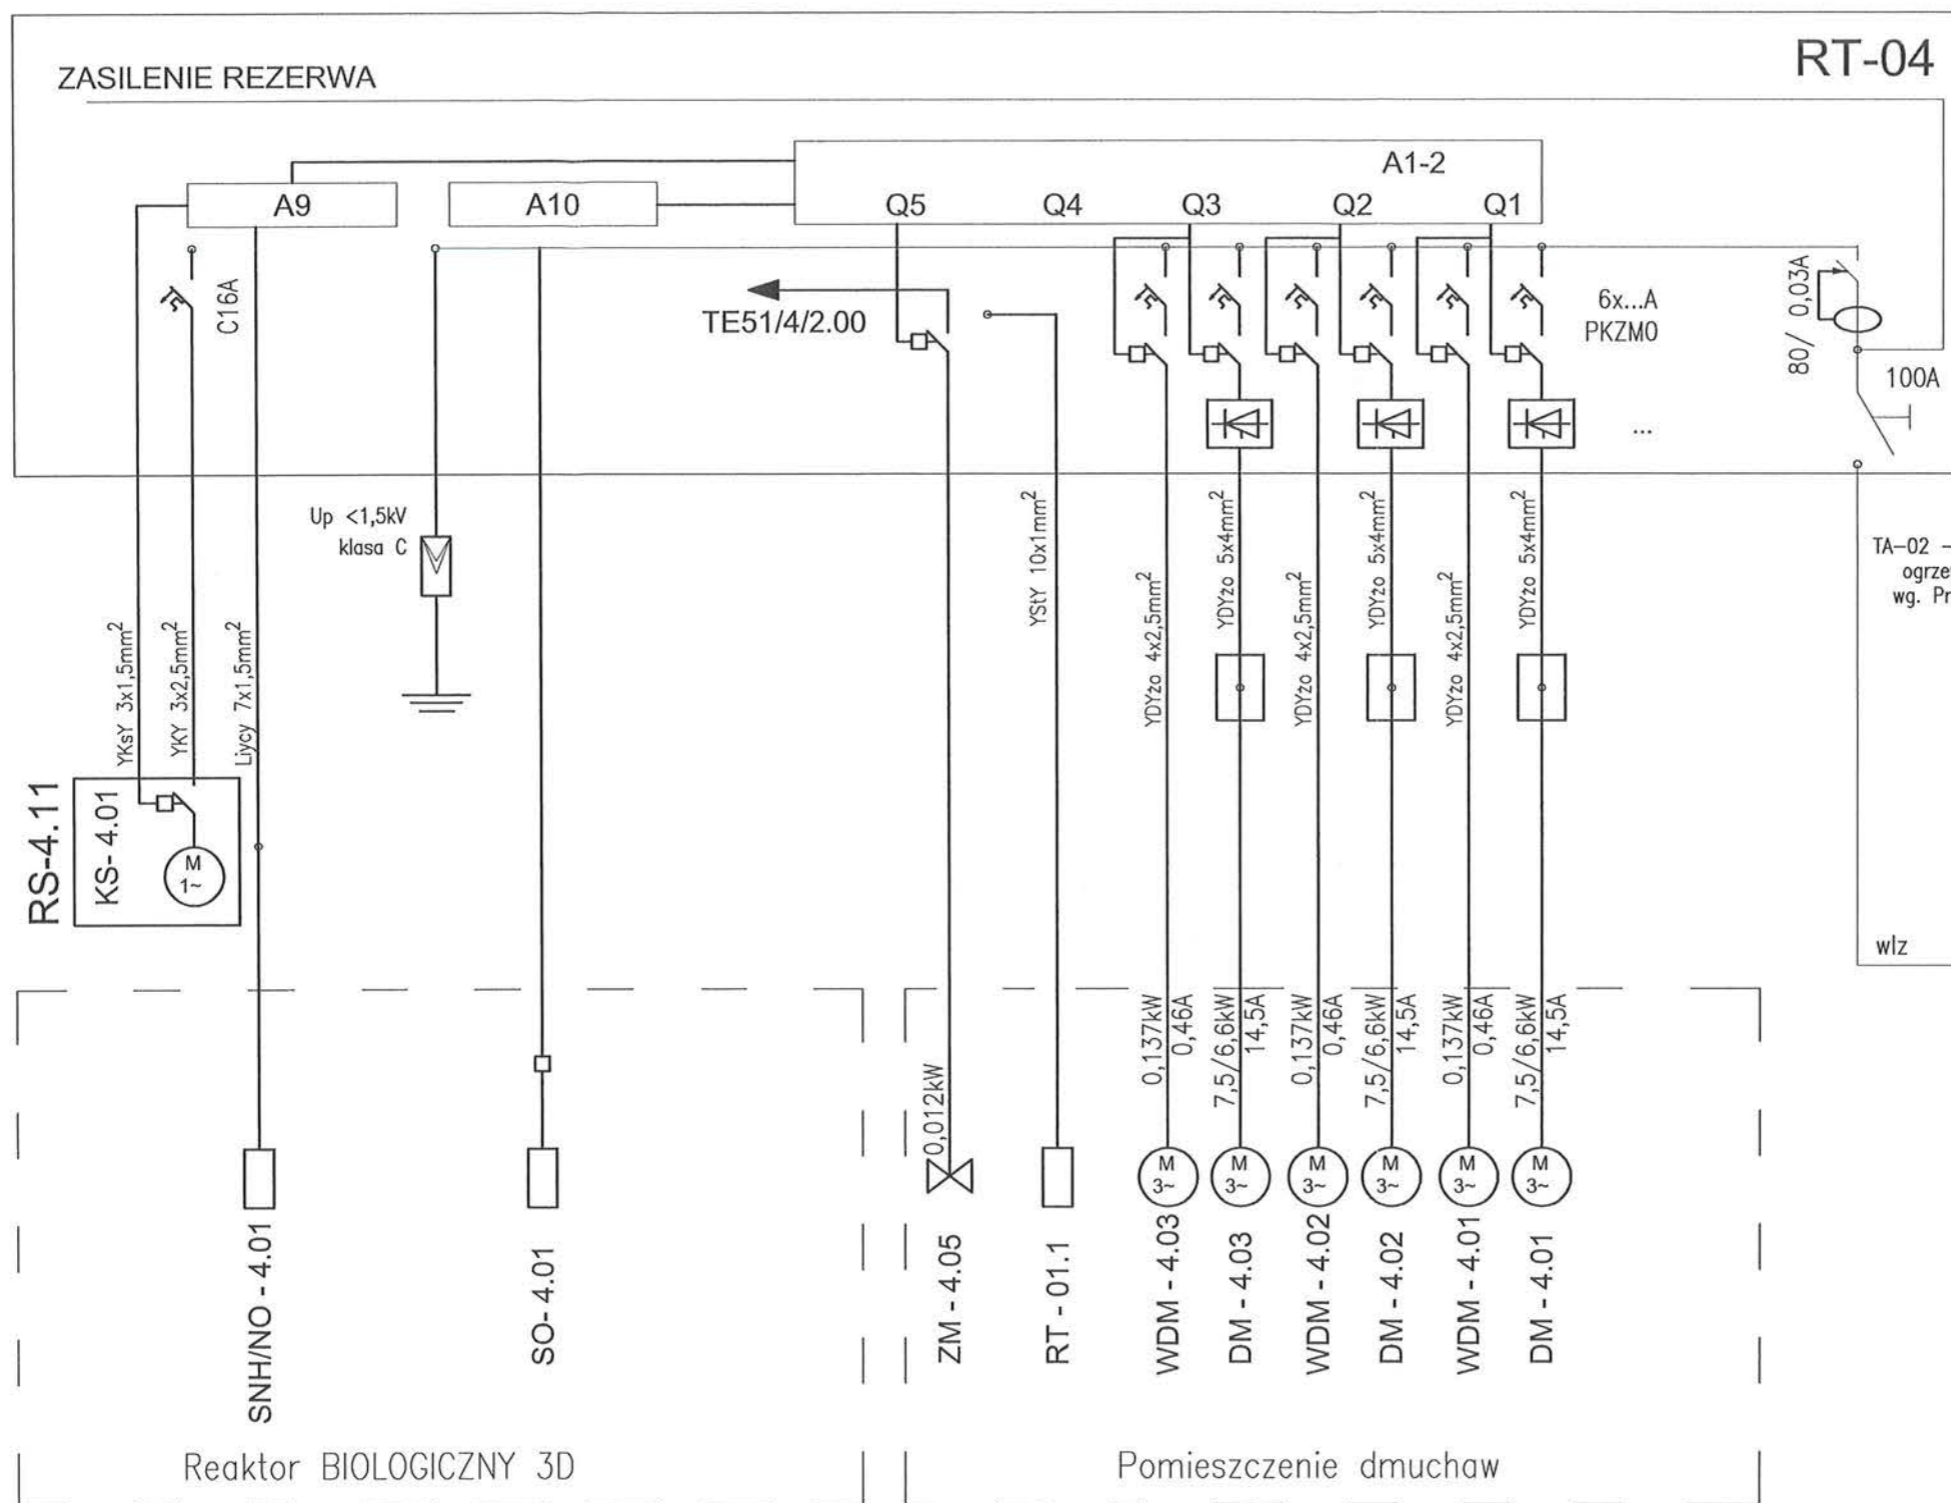 ZASILENIE REZERWA
RT-04
A1-2
A9
A10
Q5
Q4
Q3
Q2
Q1
C16A
TE51/4/2.00
6x...A
PKZM0
80/ 0,03A
100A
...
Up <1,5kV
klasa C
YKsY 3x1,5mm²
YKY 3x2,5mm²
Liycy 7x1,5mm²
YStY 10x1mm²
YDYżo 4x2,5mm²
YDYżo 5x4mm²
YDYżo 4x2,5mm²
YDYżo 5x4mm²
YDYżo 4x2,5mm²
YDYżo 5x4mm²
TA-02 -
ogrze
wg. Pr
RS-4.11
KS- 4.01
M
1~
wlz
0,012kW
0,137kW
0,46A
7,5/6,6kW
14,5A
0,137kW
0,46A
7,5/6,6kW
14,5A
0,137kW
0,46A
7,5/6,6kW
14,5A
M
3~
M
3~
M
3~
M
3~
M
3~
M
3~
SNH/NO - 4.01
SO- 4.01
ZM - 4.05
RT - 01.1
WDM - 4.03
DM - 4.03
WDM - 4.02
DM - 4.02
WDM - 4.01
DM - 4.01
Reaktor BIOLOGICZNY 3D
Pomieszczenie dmuchaw